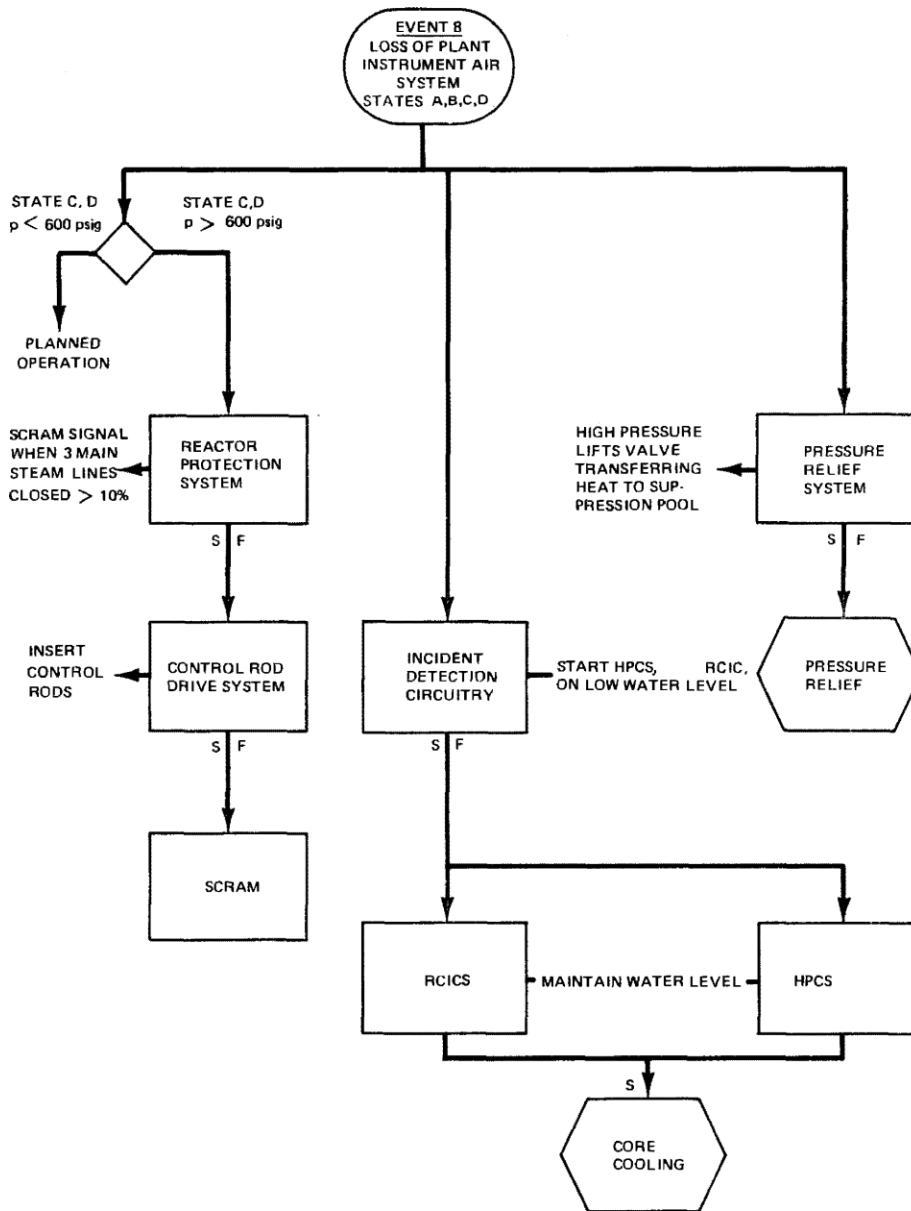 EVENT 8
LOSS OF PLANT
INSTRUMENT AIR
SYSTEM
STATES A,B,C,D
STATE C, D
p < 600 psig
STATE C,D
p > 600 psig
PLANNED
OPERATION
SCRAM SIGNAL
WHEN 3 MAIN
STEAM LINES
CLOSED > 10%
REACTOR
PROTECTION
SYSTEM
S F
HIGH PRESSURE
LIFTS VALVE
TRANSFERRING
HEAT TO SUP-
PRESSION POOL
PRESSURE
RELIEF
SYSTEM
S F
INSERT
CONTROL
RODS
CONTROL ROD
DRIVE SYSTEM
S F
INCIDENT
DETECTION
CIRCUITRY
S F
START HPCS, RCIC,
ON LOW WATER LEVEL
PRESSURE
RELIEF
SCRAM
RCICS
MAINTAIN WATER LEVEL
HPCS
S
CORE
COOLING